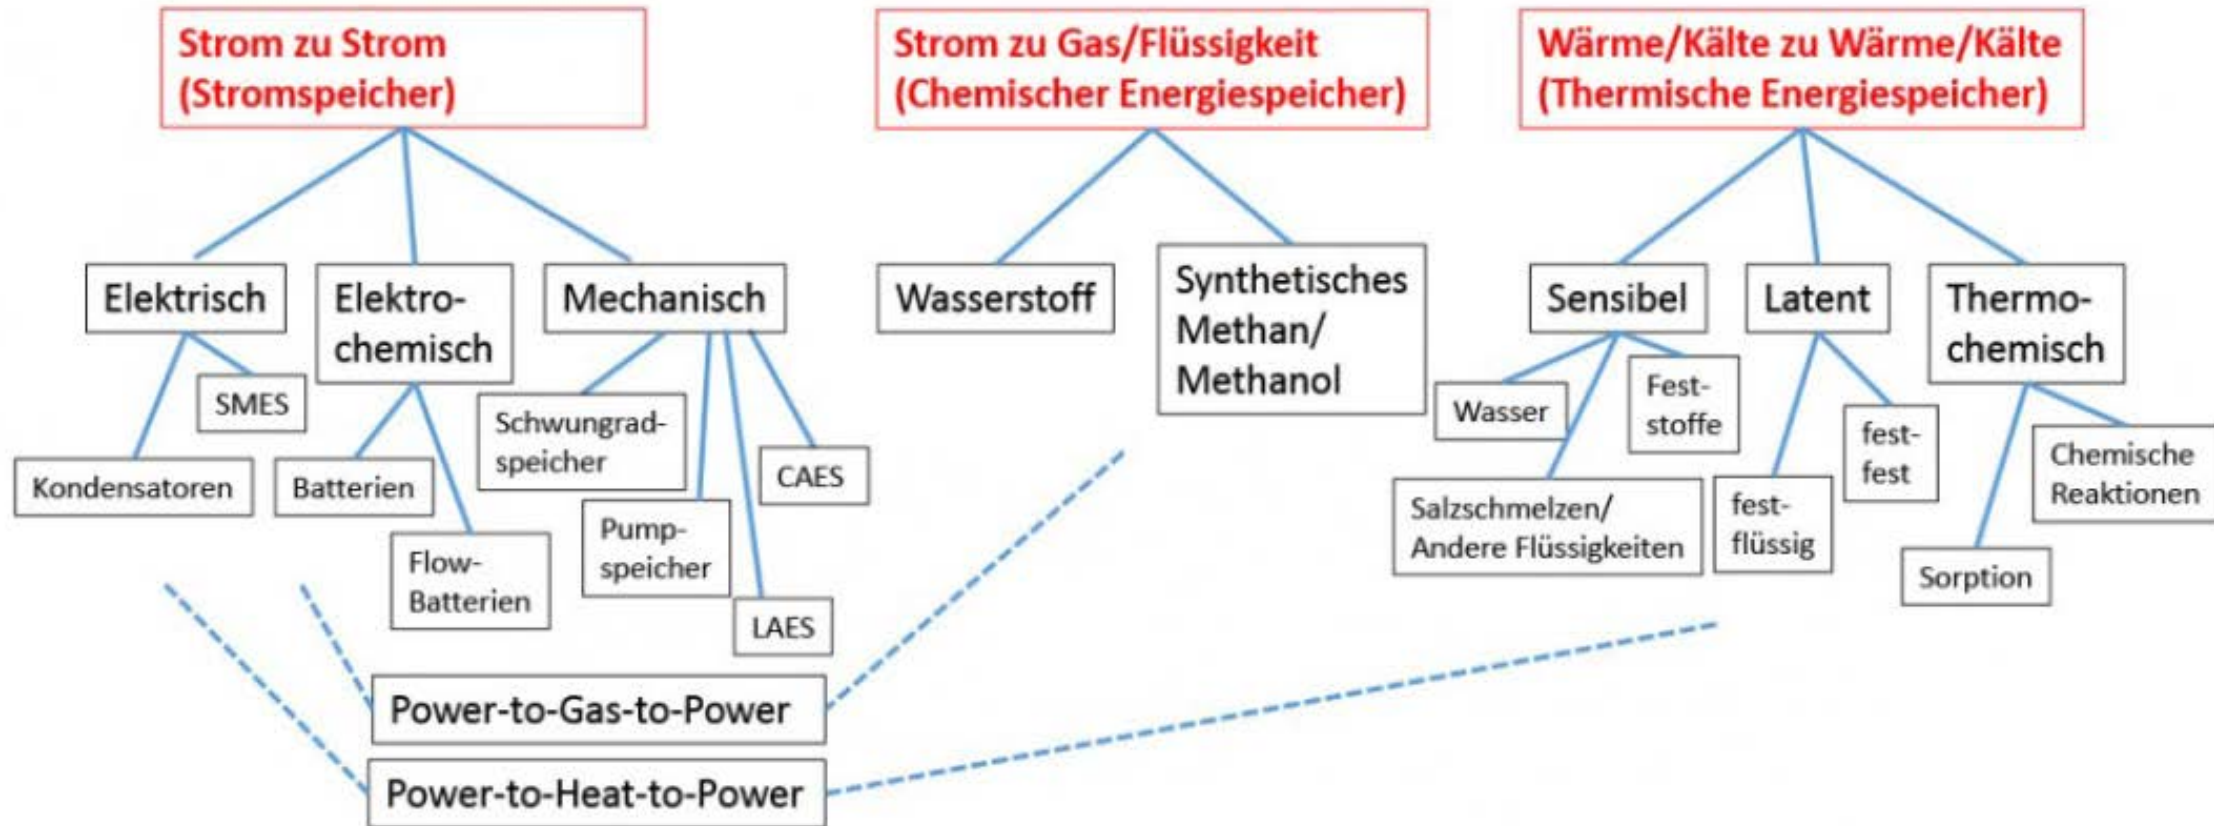 Strom zu Strom
(Stromspeicher)
Strom zu Gas/Flüssigkeit
(Chemischer Energiespeicher)
Wärme/Kälte zu Wärme/Kälte
(Thermische Energiespeicher)
Elektrisch
Elektro-
chemisch
Mechanisch
Wasserstoff
Synthetisches
Methan/
Methanol
Sensibel
Latent
Thermo-
chemisch
SMES
Kondensatoren
Batterien
Flow-
Batterien
Schwungrad-
speicher
Pump-
speicher
LAES
CAES
Wasser
Fest-
stoffe
Salzschmelzen/
Andere Flüssigkeiten
fest-
flüssig
fest-
fest
Chemische
Reaktionen
Sorption
Power-to-Gas-to-Power
Power-to-Heat-to-Power